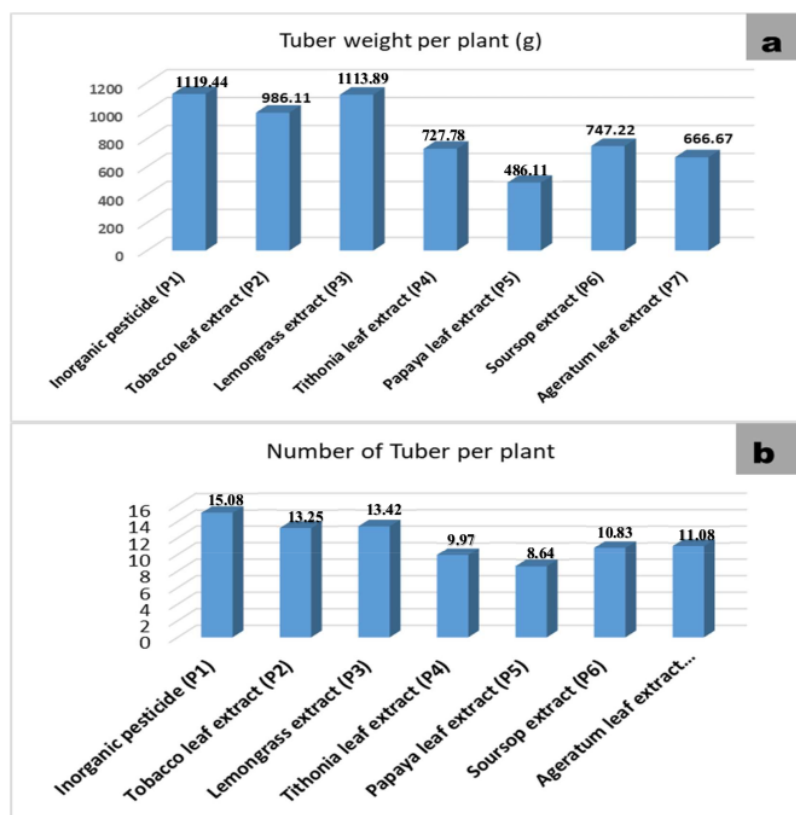 Tuber weight per plant (g)
a
1200
1000
800
600
400
200
0
1119.44
986.11
1113.89
727.78
486.11
747.22
666.67
Inorganic pesticide (P1)
Tobacco leaf extract (P2)
Lemongrass extract (P3)
Tithonia leaf extract (P4)
Papaya leaf extract (P5)
Soursop extract (P6)
Ageratum leaf extract (P7)
Number of Tuber per plant
b
16
14
12
10
8
6
4
2
0
15.08
13.25
13.42
9.97
8.64
10.83
11.08
Inorganic pesticide (P1)
Tobacco leaf extract (P2)
Lemongrass extract (P3)
Tithonia leaf extract (P4)
Papaya leaf extract (P5)
Soursop extract (P6)
Ageratum leaf extract...